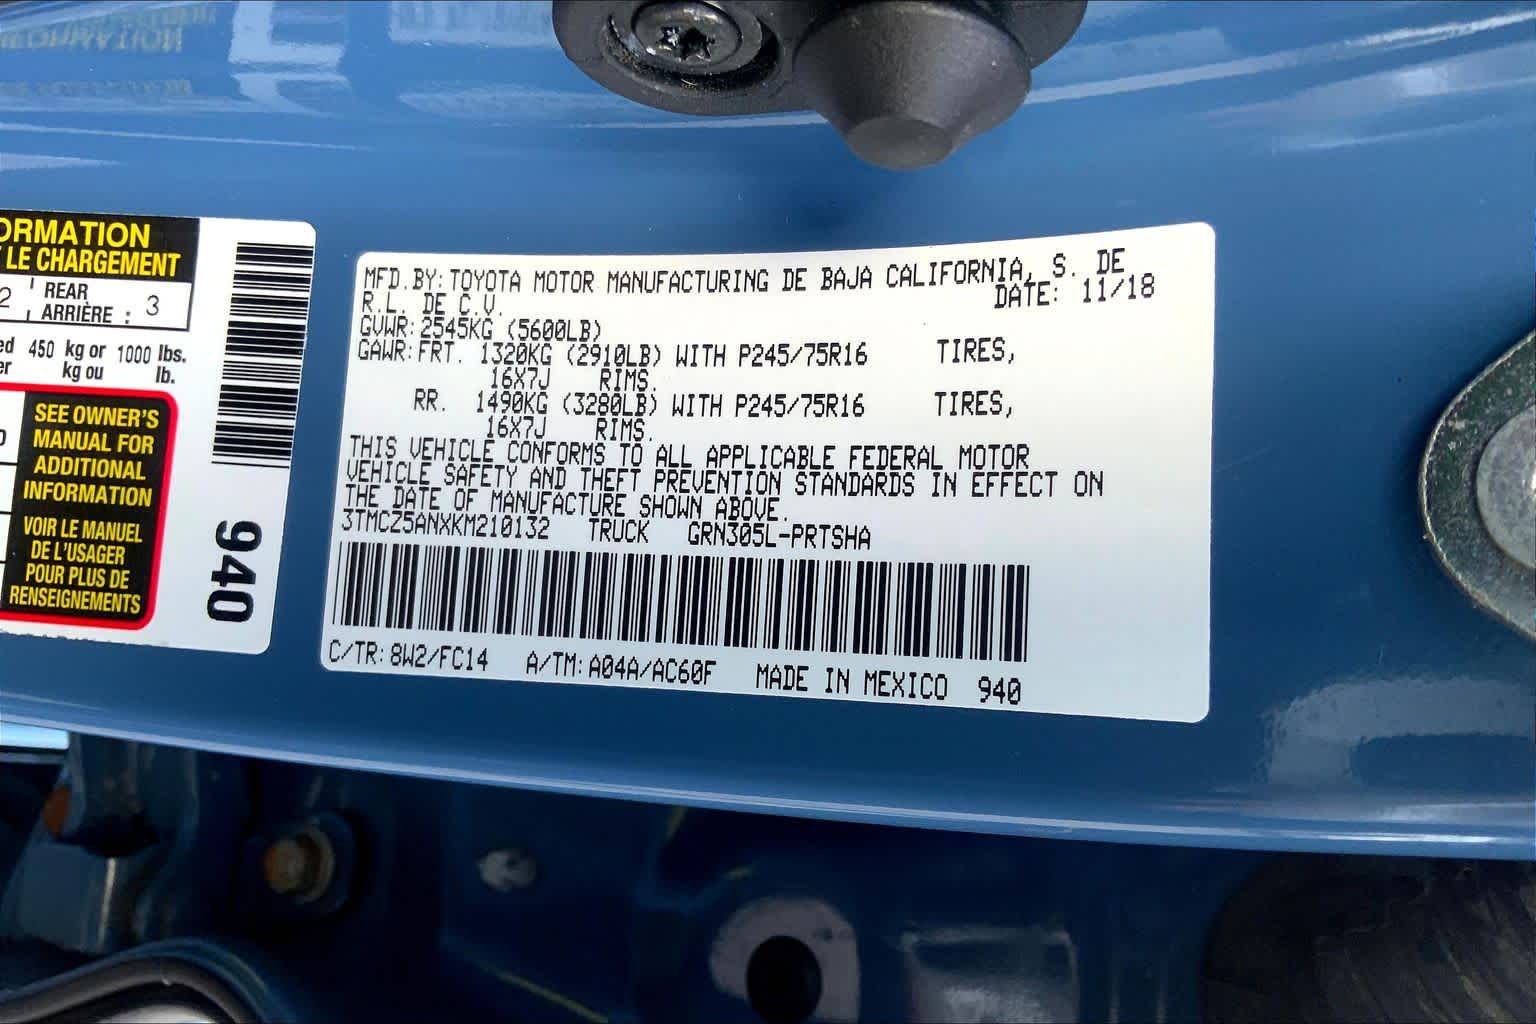 ORMATION
LE CHARGEMENT
2 REAR
ARRIÈRE : 3
ed 450 kg or 1000 lbs.
er kg ou lb.
SEE OWNER'S
MANUAL FOR
ADDITIONAL
INFORMATION
VOIR LE MANUEL
DE L'USAGER
POUR PLUS DE
RENSEIGNEMENTS
940
MFD.BY:TOYOTA MOTOR MANUFACTURING DE BAJA CALIFORNIA, S. DE
R.L. DE C.V. DATE: 11/18
GVWR:2545KG (5600LB)
GAWR:FRT. 1320KG (2910LB) WITH P245/75R16 TIRES,
16X7J RIMS.
RR. 1490KG (3280LB) WITH P245/75R16 TIRES,
16X7J RIMS.
THIS VEHICLE CONFORMS TO ALL APPLICABLE FEDERAL MOTOR
VEHICLE SAFETY AND THEFT PREVENTION STANDARDS IN EFFECT ON
THE DATE OF MANUFACTURE SHOWN ABOVE.
3TMCZ5ANXKM210132 TRUCK GRN305L-PRTSHA
C/TR:8W2/FC14 A/TM:A04A/AC60F MADE IN MEXICO 940